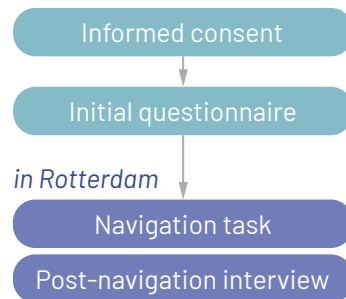 Informed consent
Initial questionnaire
in Rotterdam
Navigation task
Post-navigation interview